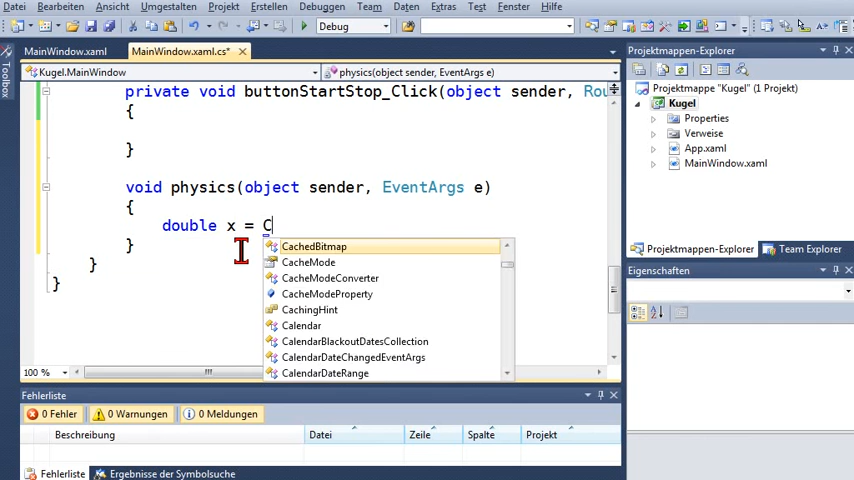 Datei Bearbeiten Ansicht Umgestalten Projekt Erstellen Debuggen Team Daten Extras Test Fenster Hilfe
Debug
MainWindow.xaml MainWindow.xaml.cs*
Kugel.MainWindow physics(object sender, EventArgs e)
private void buttonStartStop_Click(object sender, Rou
{
}
void physics(object sender, EventArgs e)
{
double x = C
}
}
}
CachedBitmap
CacheMode
CacheModeConverter
CacheModeProperty
CachingHint
Calendar
CalendarBlackoutDatesCollection
CalendarDateChangedEventArgs
CalendarDateRange
100 %
Toolbox
Projektmappen-Explorer
Projektmappe "Kugel" (1 Projekt)
Kugel
Properties
Verweise
App.xaml
MainWindow.xaml
Projektmappen-Explorer Team Explorer
Eigenschaften
Fehlerliste
0 Fehler 0 Warnungen 0 Meldungen
Beschreibung Datei Zeile Spalte Projekt
Fehlerliste Ergebnisse der Symbolsuche